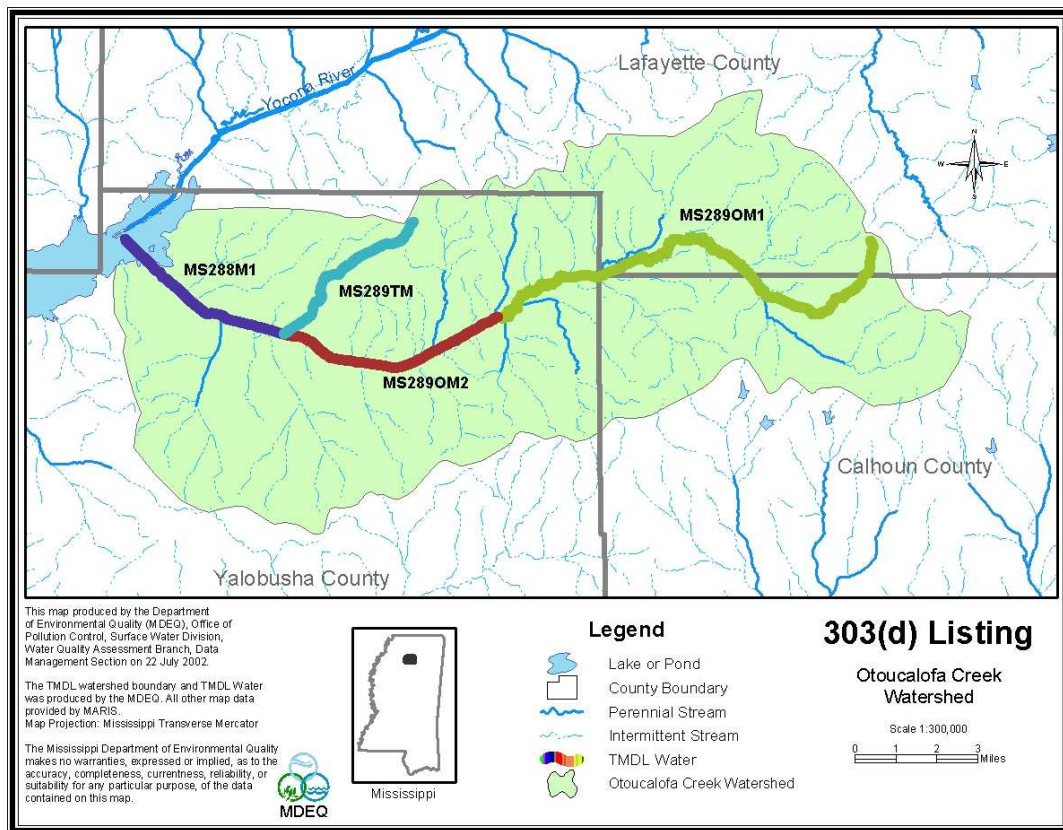 Lafayette County
Yocona River
MS289OM1
MS288M1
MS289TM
MS289OM2
Calhoun County
Yalobusha County
N
W
E
S
This map produced by the Department
of Environmental Quality (MDEQ), Office of
Pollution Control, Surface Water Division,
Water Quality Assessment Branch, Data
Management Section on 22 July 2002.
The TMDL watershed boundary and TMDL Water
was produced by the MDEQ. All other map data
provided by MARIS.
Map Projection: Mississippi Transverse Mercator
The Mississippi Department of Environmental Quality
makes no warranties, expressed or implied, as to the
accuracy, completeness, currentness, reliability, or
suitability for any particular purpose, of the data
contained on this map.
MDEQ
Mississippi
Legend
Lake or Pond
County Boundary
Perennial Stream
Intermittent Stream
TMDL Water
Otoucalofa Creek Watershed
303(d) Listing
Otoucalofa Creek
Watershed
Scale 1:300,000
0 1 2 3
Miles